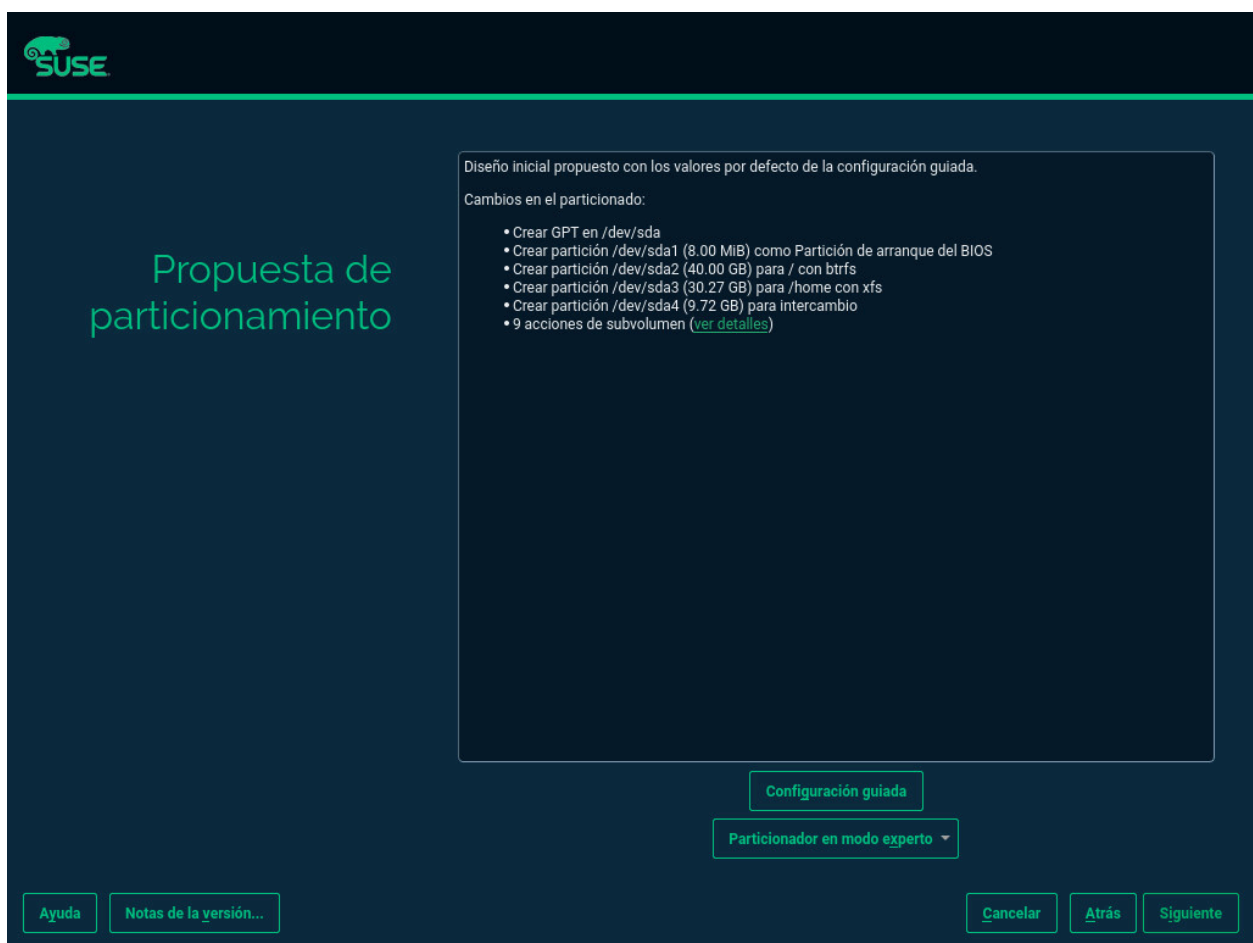 SUSE
Propuesta de
particionamiento
Diseño inicial propuesto con los valores por defecto de la configuración guiada.
Cambios en el particionado:
• Crear GPT en /dev/sda
• Crear partición /dev/sda1 (8.00 MiB) como Partición de arranque del BIOS
• Crear partición /dev/sda2 (40.00 GB) para / con btrfs
• Crear partición /dev/sda3 (30.27 GB) para /home con xfs
• Crear partición /dev/sda4 (9.72 GB) para intercambio
• 9 acciones de subvolumen (ver detalles)
Configuración guiada
Particionador en modo experto
Ayuda
Notas de la versión...
Cancelar
Atrás
Siguiente